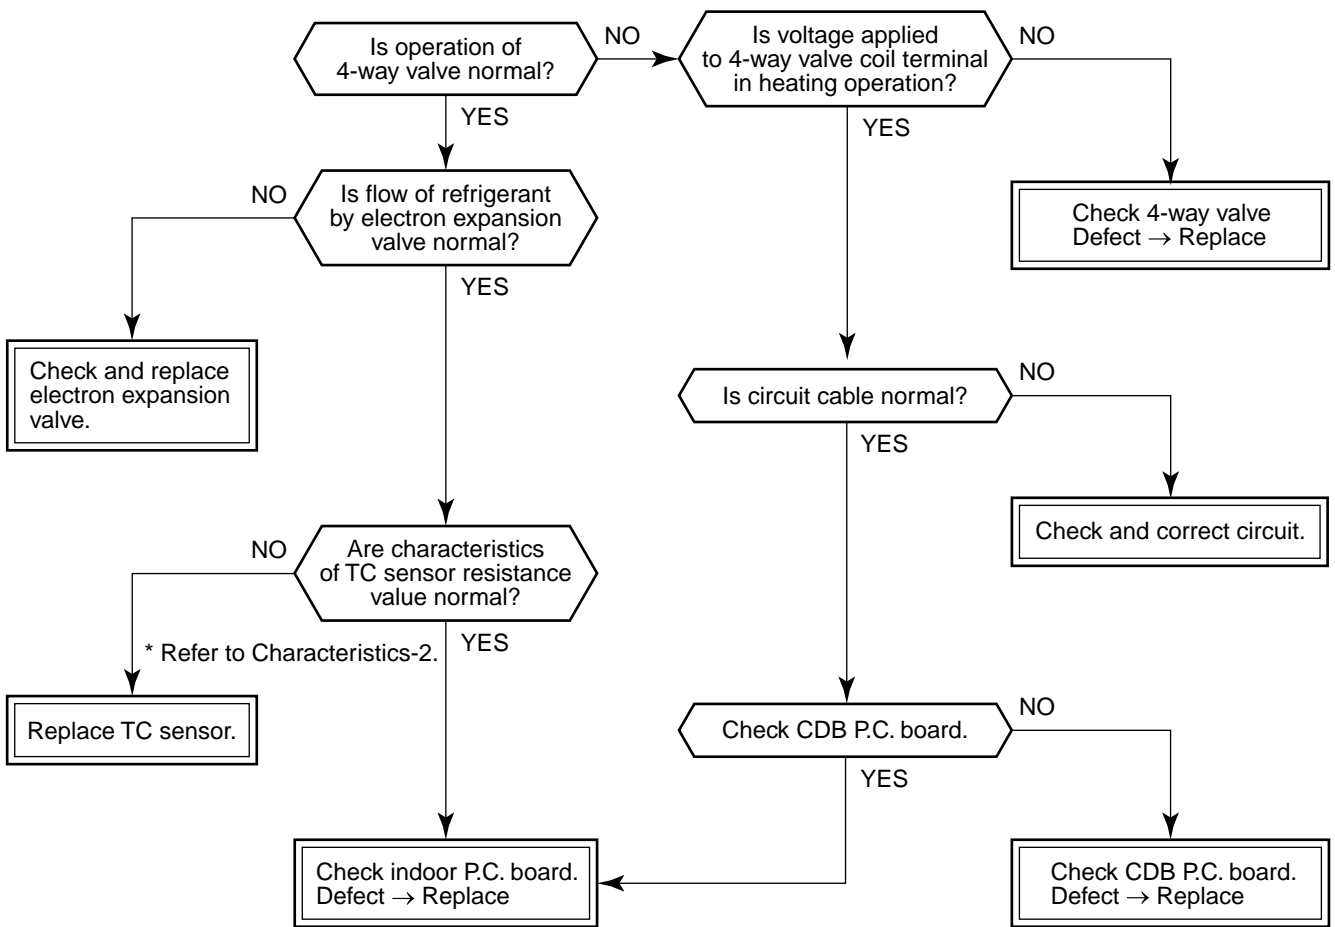 Is operation of
4-way valve normal?
NO
Is voltage applied
to 4-way valve coil terminal
in heating operation?
NO
YES
YES
Check 4-way valve
Defect → Replace
NO
Is flow of refrigerant
by electron expansion
valve normal?
YES
Check and replace
electron expansion
valve.
Is circuit cable normal?
NO
YES
Check and correct circuit.
NO
Are characteristics
of TC sensor resistance
value normal?
YES
* Refer to Characteristics-2.
Replace TC sensor.
Check CDB P.C. board.
NO
YES
Check indoor P.C. board.
Defect → Replace
Check CDB P.C. board.
Defect → Replace